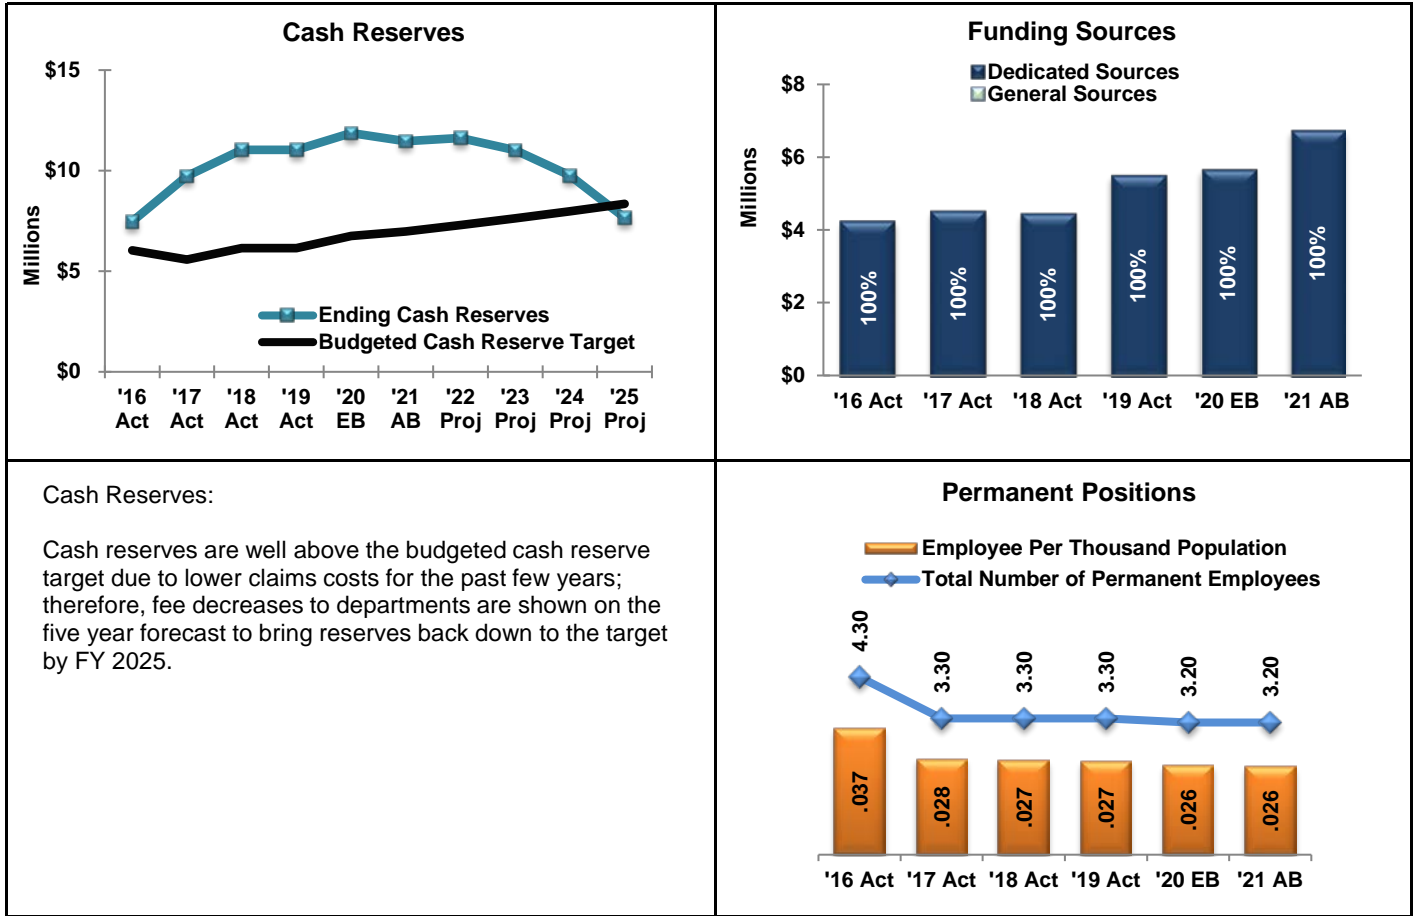 Cash Reserves
$15
$10
$5
$0
Millions
Ending Cash Reserves
Budgeted Cash Reserve Target
'16 '17 '18 '19 '20 '21 '22 '23 '24 '25
Act Act Act Act EB AB Proj Proj Proj Proj
Funding Sources
Dedicated Sources
General Sources
$8
$6
$4
$2
$0
Millions
100% 100% 100% 100% 100% 100%
'16 Act '17 Act '18 Act '19 Act '20 EB '21 AB
Cash Reserves:
Cash reserves are well above the budgeted cash reserve
target due to lower claims costs for the past few years;
therefore, fee decreases to departments are shown on the
five year forecast to bring reserves back down to the target
by FY 2025.
Permanent Positions
Employee Per Thousand Population
Total Number of Permanent Employees
4.30 3.30 3.30 3.30 3.20 3.20
.037 .028 .027 .027 .026 .026
'16 Act '17 Act '18 Act '19 Act '20 EB '21 AB